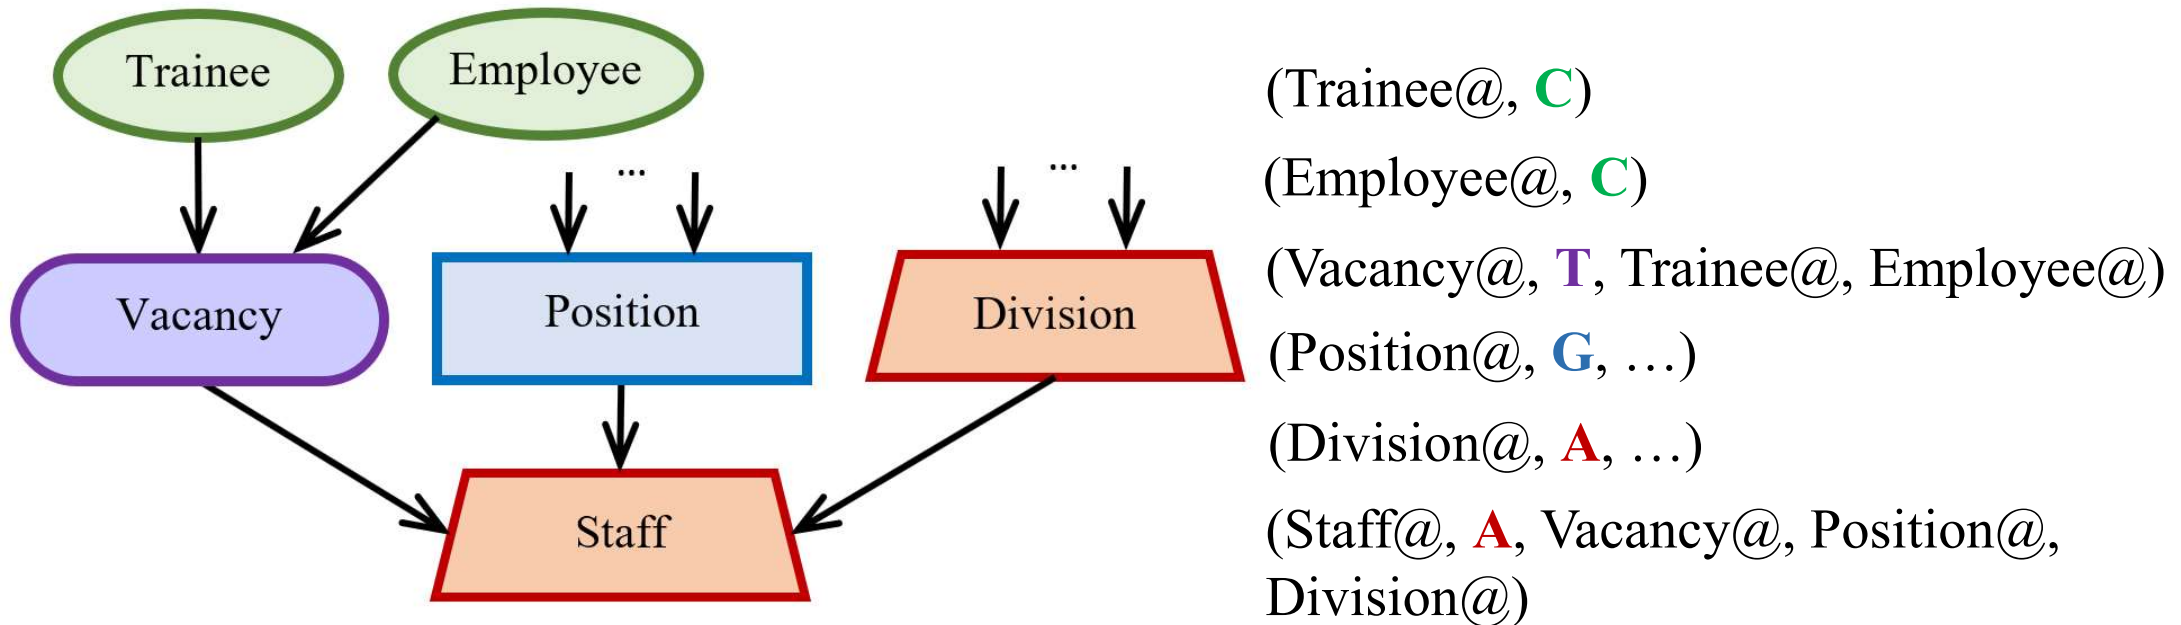 Trainee
Employee
...
...
Vacancy
Position
Division
Staff
(Trainee@, C)
(Employee@, C)
(Vacancy@, T, Trainee@, Employee@)
(Position@, G, …)
(Division@, A, …)
(Staff@, A, Vacancy@, Position@,
Division@)